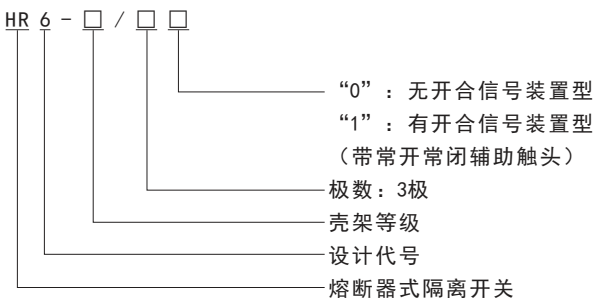 HR 6 - □ / □ □
“0”：无开合信号装置型
“1”：有开合信号装置型
（带常开常闭辅助触头）
极数：3极
壳架等级
设计代号
熔断器式隔离开关